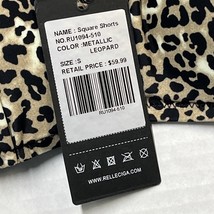 NAME : Square Shorts
NO.RU1094-510
COLOR :METALLIC
LEOPARD
SIZE :S
RETAIL PRICE : $59.99
RU1094-510
WWW.RELLECIGA.COM